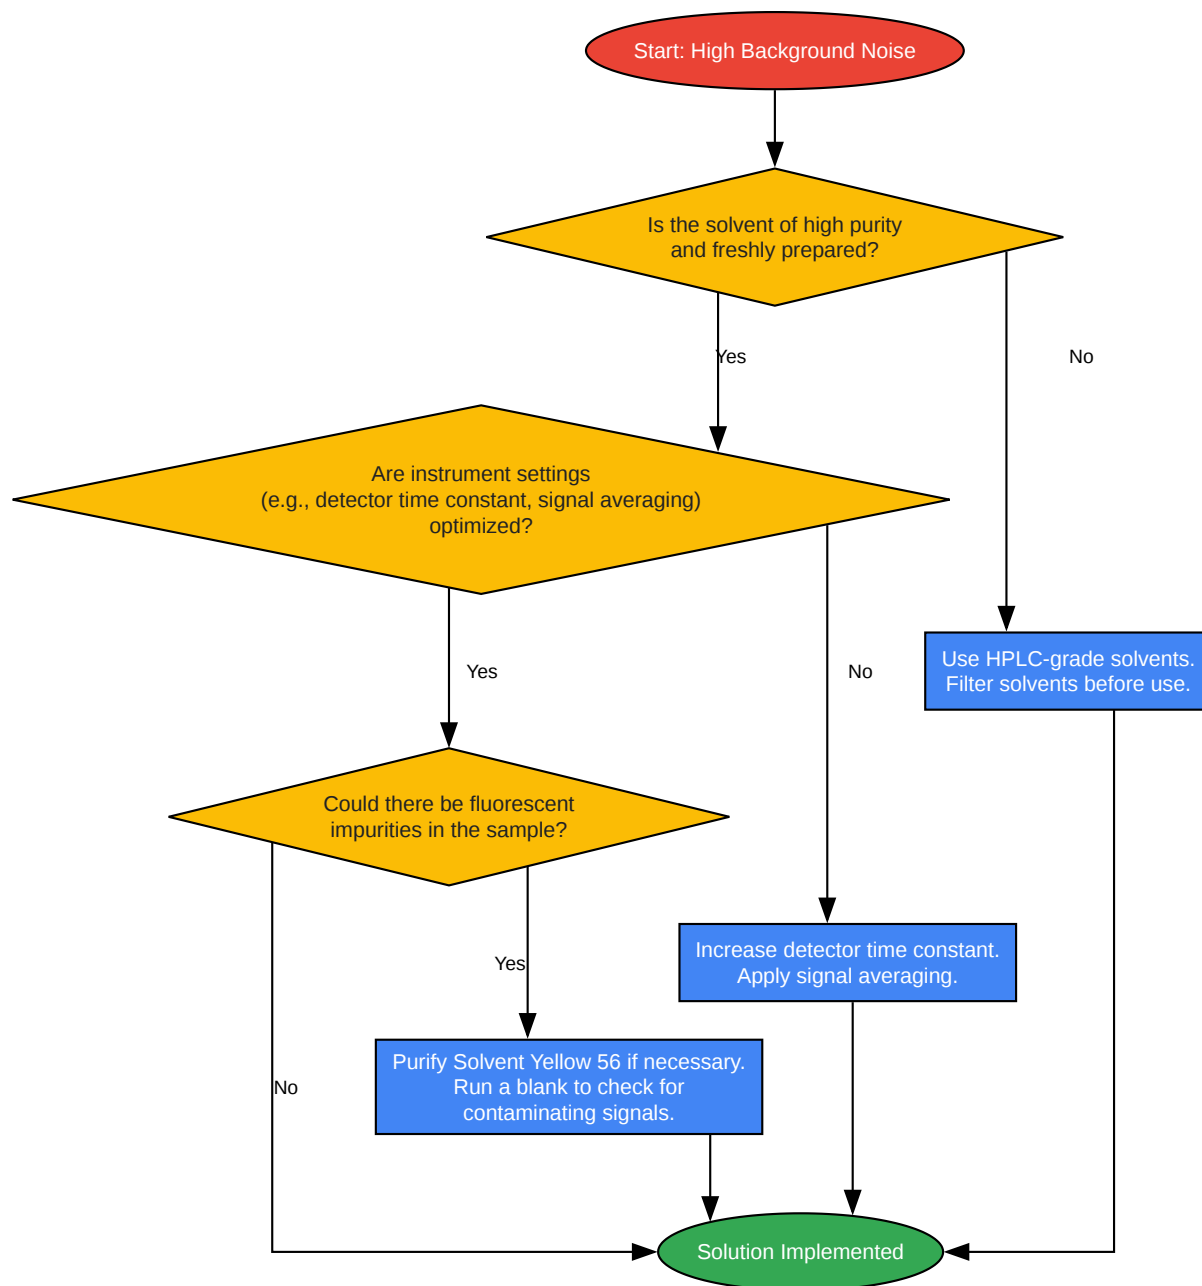 Start: High Background Noise
Is the solvent of high purity
and freshly prepared?
Yes
No
Are instrument settings
(e.g., detector time constant, signal averaging)
optimized?
Yes
No
Use HPLC-grade solvents.
Filter solvents before use.
Could there be fluorescent
impurities in the sample?
Yes
No
Increase detector time constant.
Apply signal averaging.
Purify Solvent Yellow 56 if necessary.
Run a blank to check for
contaminating signals.
Solution Implemented